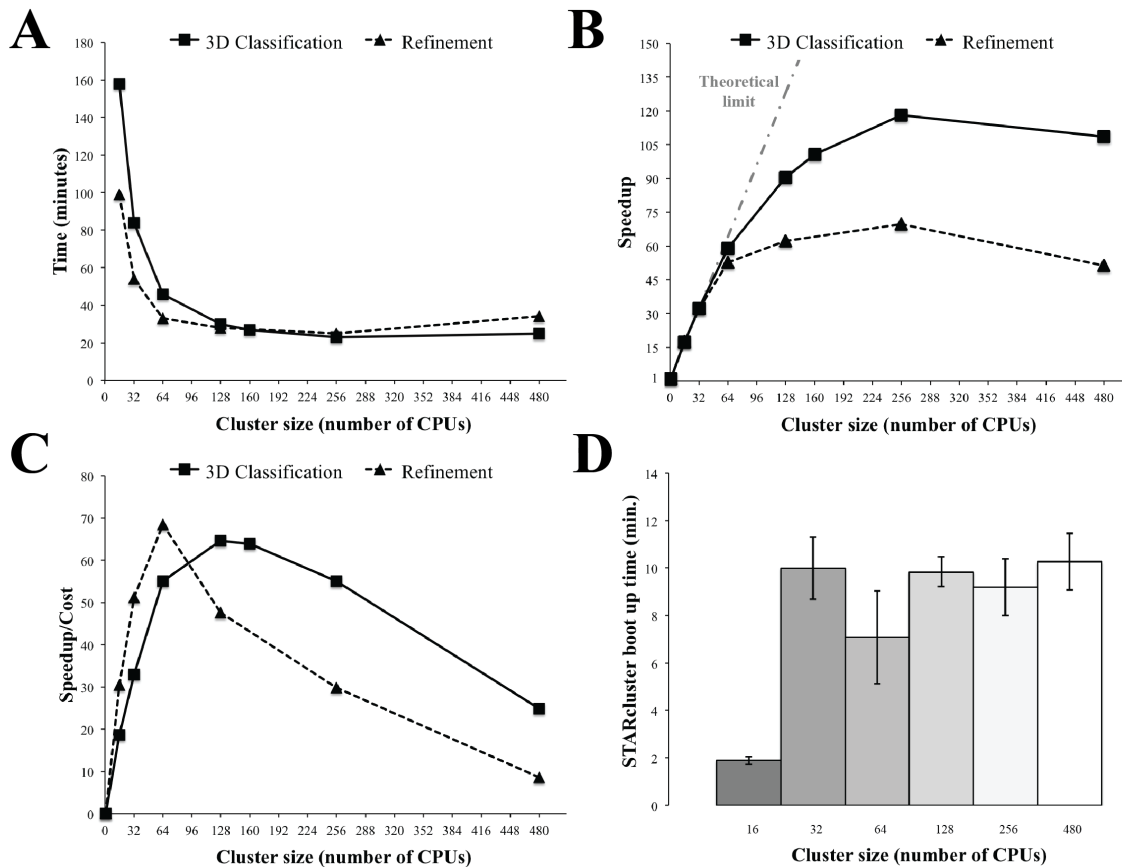 A
3D Classification Refinement
180
160
140
120
100
80
60
40
20
0
Time (minutes)
0 32 64 96 128 160 192 224 256 288 320 352 384 416 448 480
Cluster size (number of CPUs)
B
3D Classification Refinement
Theoretical
limit
150
135
120
105
90
75
60
45
30
15
1
Speedup
0 32 64 96 128 160 192 224 256 288 320 352 384 416 448 480
Cluster size (number of CPUs)
C
3D Classification Refinement
80
70
60
50
40
30
20
10
0
Speedup/Cost
0 32 64 96 128 160 192 224 256 288 320 352 384 416 448 480
Cluster size (number of CPUs)
D
14
12
10
8
6
4
2
0
STARcluster boot up time (min.)
16 32 64 128 256 480
Cluster size (number of CPUs)